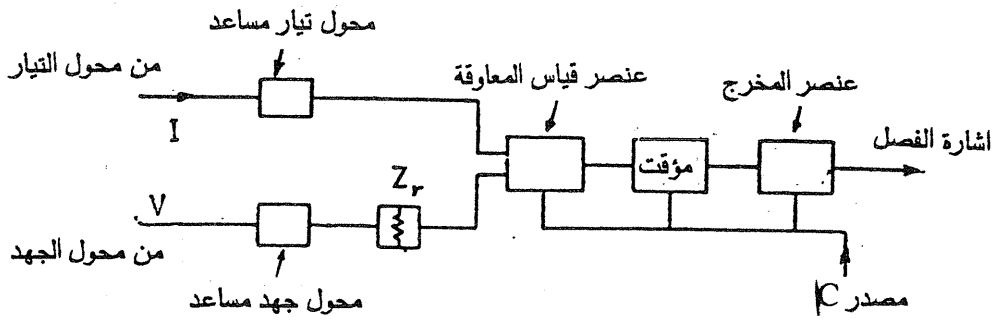 محول تيار مساعد
من محول التيار
I
عنصر قياس المعاوقة
عنصر المخرج
اشارة الفصل
مؤقت
Zr
V
من محول الجهد
محول جهد مساعد
مصدر C